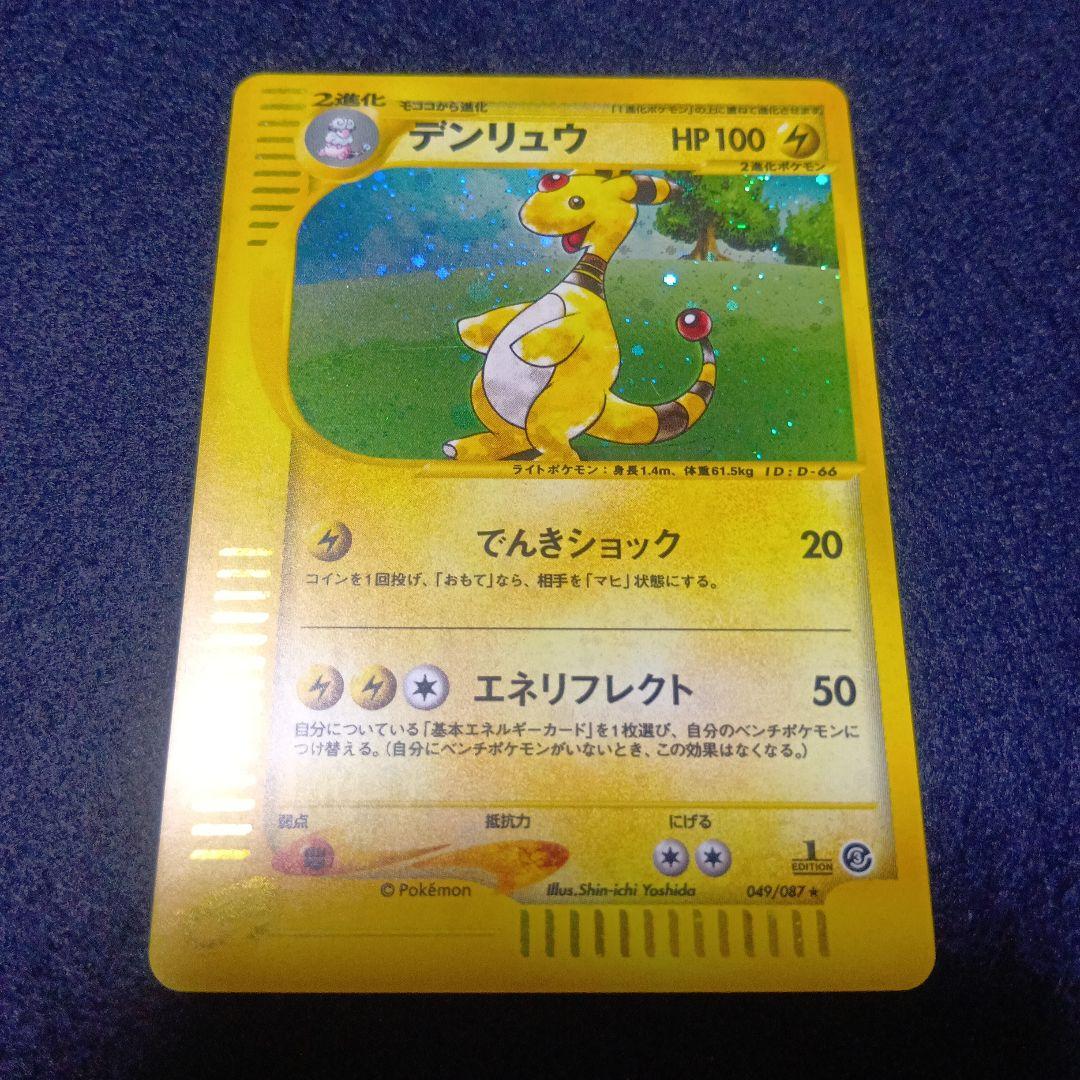 2進化 モココから進化 「1進化ポケモン」の上に重ねて進化させます
デンリュウ HP100
2進化ポケモン
ライトポケモン：身長1.4m、体重61.5kg ID:D-66
でんきショック 20
コインを1回投げ、「おもて」なら、相手を「マヒ」状態にする。
エネリフレクト 50
自分についている「基本エネルギーカード」を1枚選び、自分のベンチポケモンに
つけ替える。（自分にベンチポケモンがいないとき、この効果はなくなる。）
弱点 抵抗力 にげる
1 EDITION 3
© Pokémon Illus. Shin-ichi Yoshida 049/087 ★